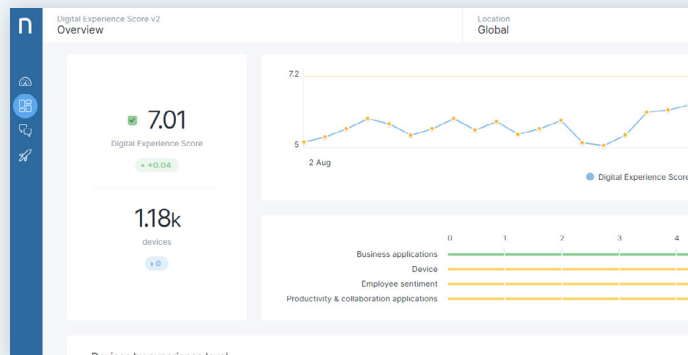 n
Digital Experience Score v2
Overview
Location
Global
7.01
Digital Experience Score
+0.04
1.18k
devices
0
7.2
5
2 Aug
Digital Experience Score
0 1 2 3 4
Business applications
Device
Employee sentiment
Productivity & collaboration applications